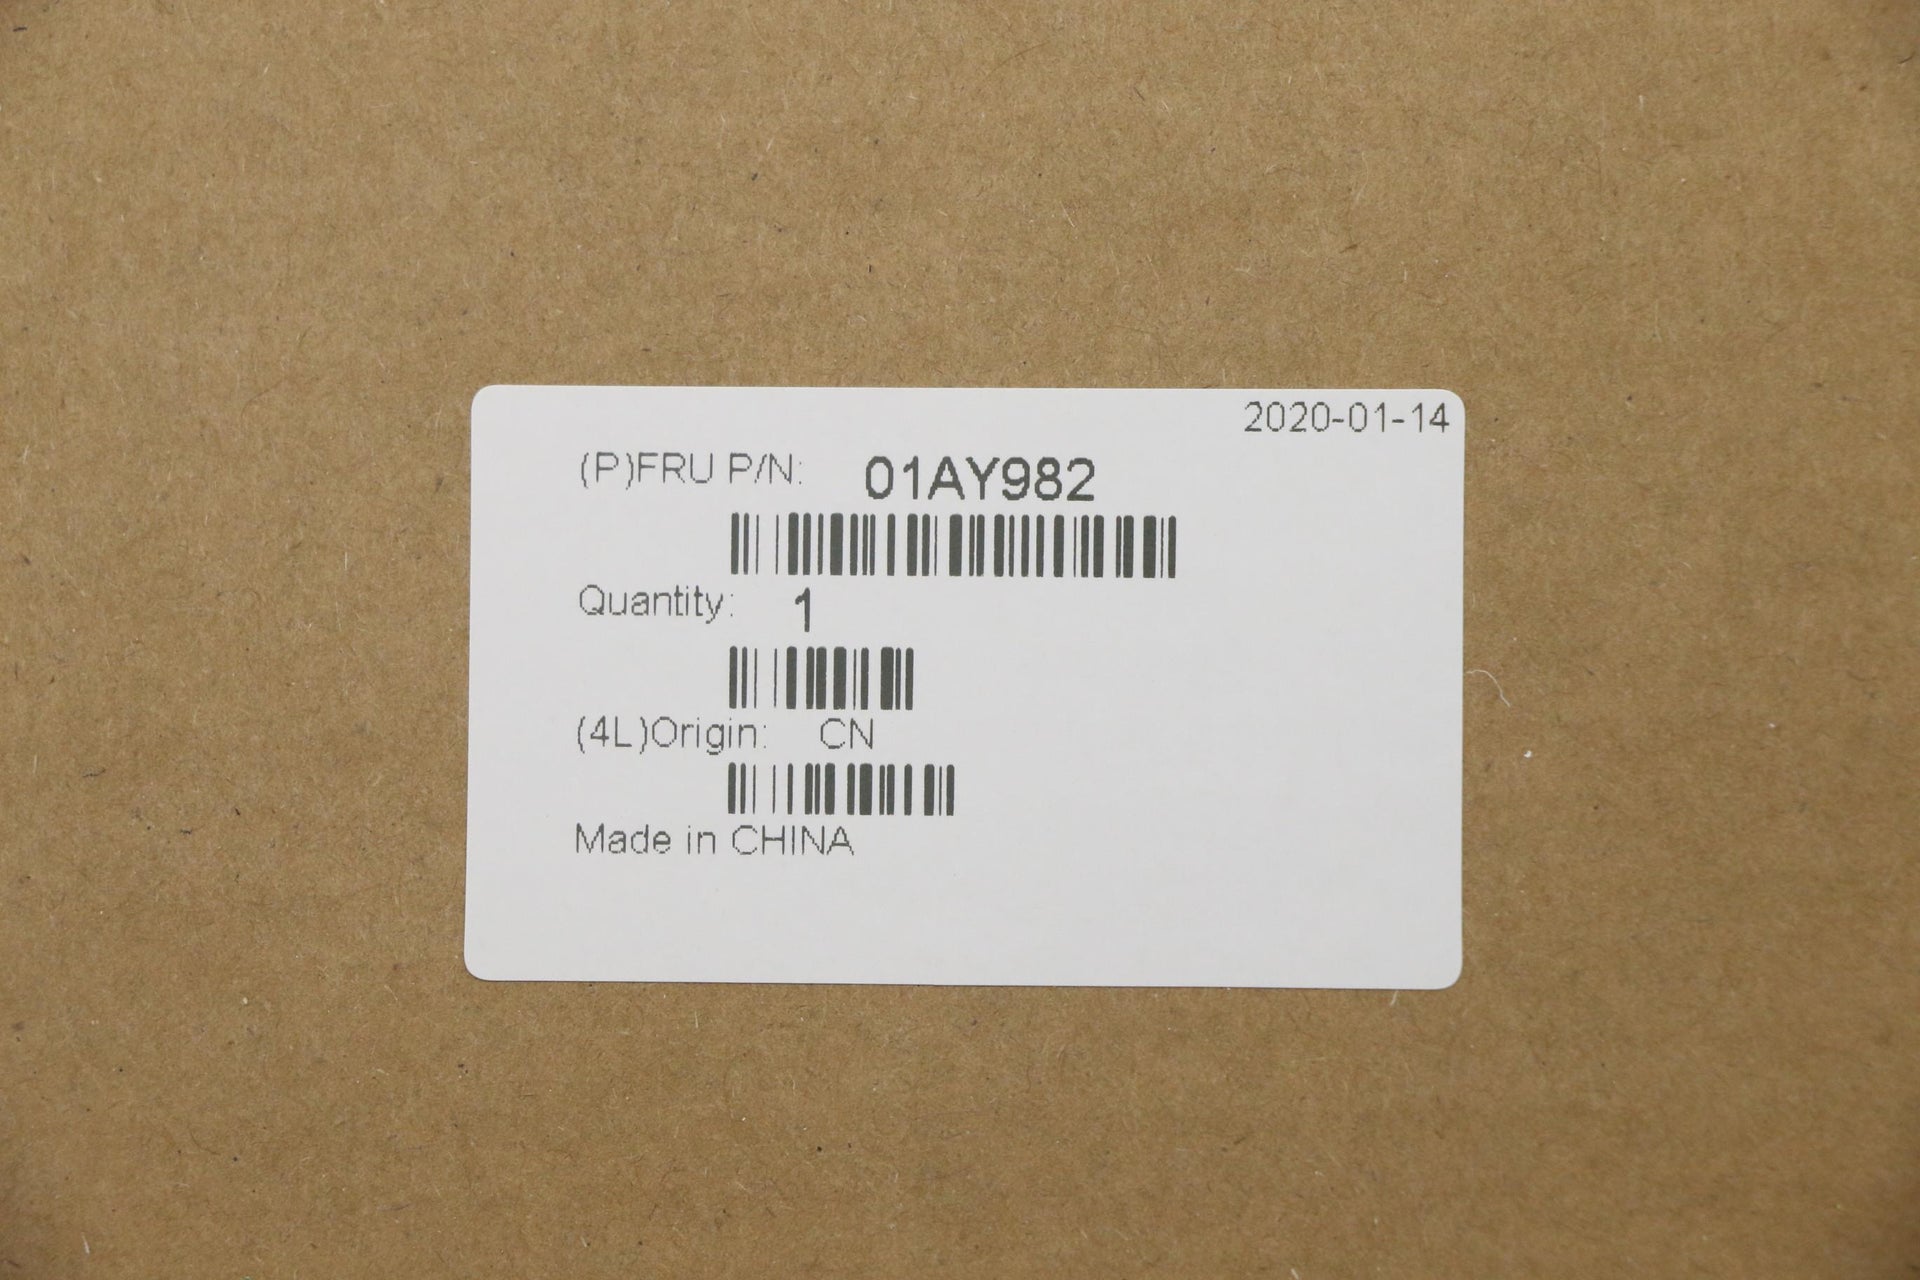 2020-01-14
(P)FRU P/N: 01AY982
Quantity: 1
(4L)Origin: CN
Made in CHINA